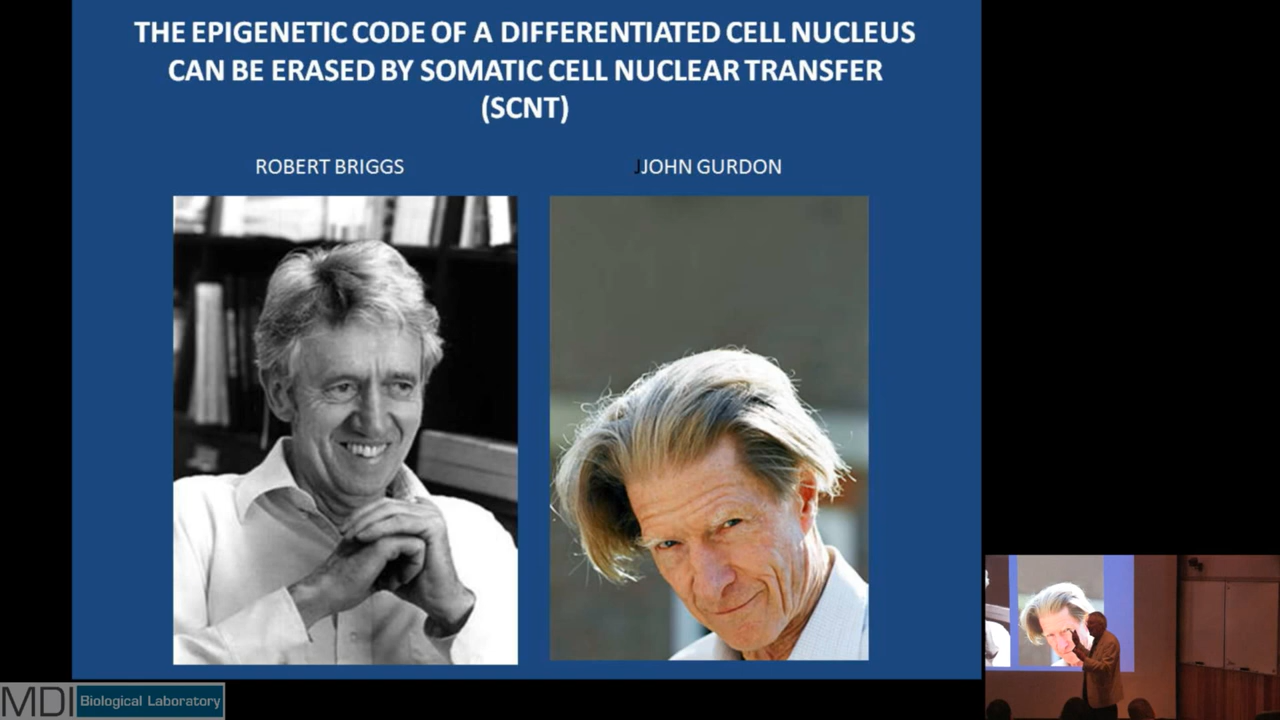 THE EPIGENETIC CODE OF A DIFFERENTIATED CELL NUCLEUS
CAN BE ERASED BY SOMATIC CELL NUCLEAR TRANSFER
(SCNT)
ROBERT BRIGGS
JJOHN GURDON
MDI Biological Laboratory